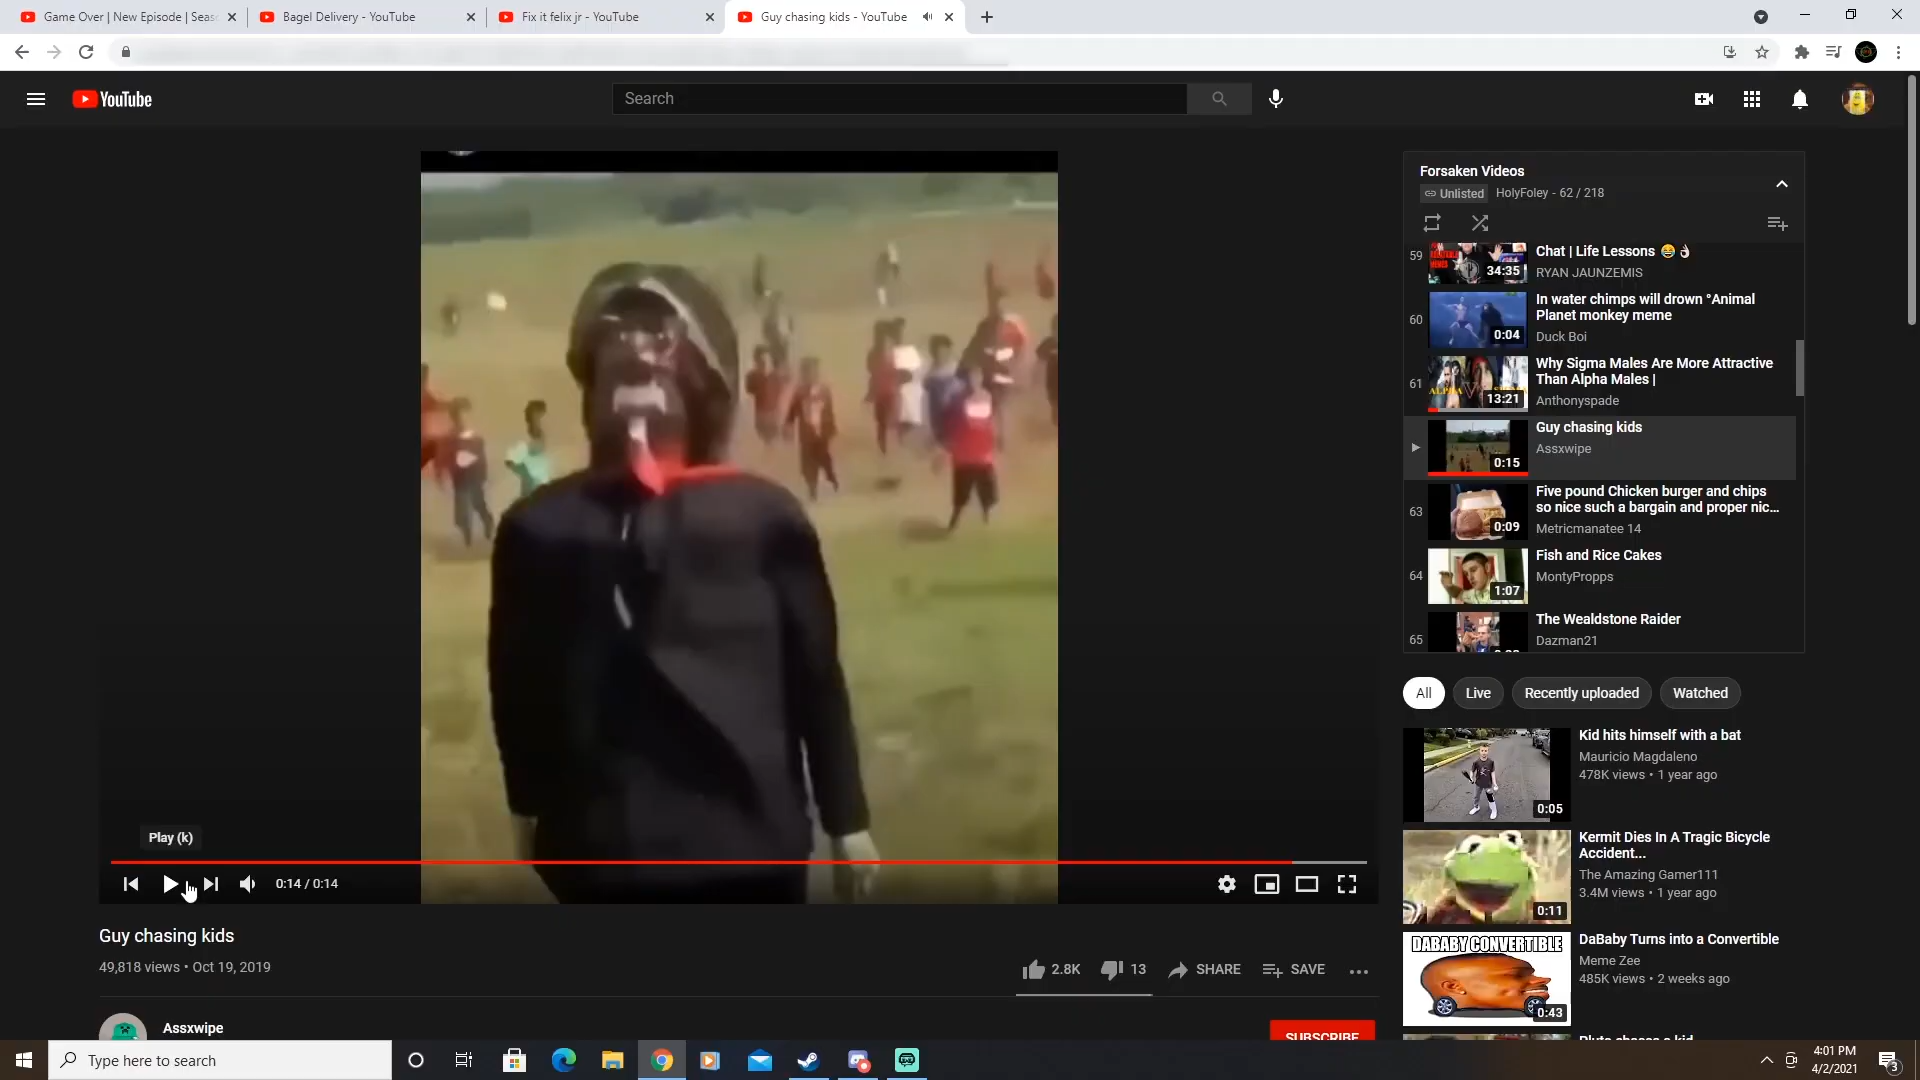 Game Over | New Episode | Seas
Bagel Delivery - YouTube
Fix it felix jr - YouTube
Guy chasing kids - YouTube
YouTube
Search
Forsaken Videos
Unlisted
HolyFoley - 62 / 218
59
34:35
Chat | Life Lessons 😂👌🏻
RYAN JAUNZEMIS
60
0:04
In water chimps will drown °Animal
Planet monkey meme
Duck Boi
61
13:21
Why Sigma Males Are More Attractive
Than Alpha Males |
Anthonyspade
0:15
Guy chasing kids
Assxwipe
63
0:09
Five pound Chicken burger and chips
so nice such a bargain and proper nic...
Metricmanatee 14
64
1:07
Fish and Rice Cakes
MontyPropps
65
The Wealdstone Raider
Dazman21
All
Live
Recently uploaded
Watched
0:05
Kid hits himself with a bat
Mauricio Magdaleno
478K views • 1 year ago
0:11
Kermit Dies In A Tragic Bicycle
Accident...
The Amazing Gamer111
3.4M views • 1 year ago
DABABY CONVERTIBLE
0:43
DaBaby Turns into a Convertible
Meme Zee
485K views • 2 weeks ago
Play (k)
0:14 / 0:14
Guy chasing kids
49,818 views • Oct 19, 2019
2.8K
13
SHARE
SAVE
Assxwipe
SUBSCRIBE
Type here to search
4:01 PM
4/2/2021
3